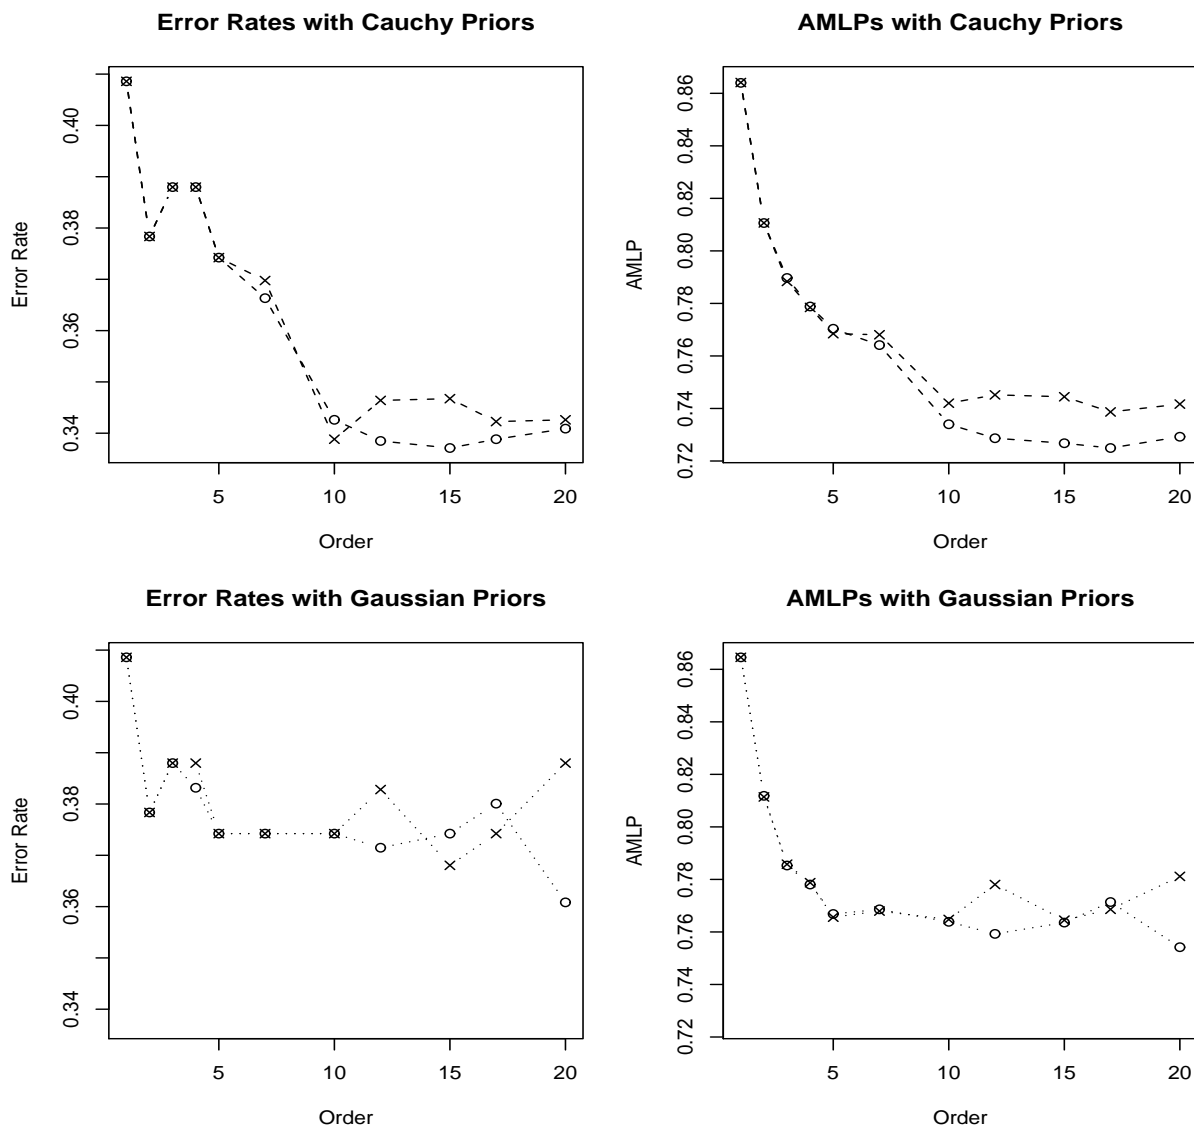 Error Rates with Cauchy Priors
Error Rate
0.40
0.38
0.36
0.34
5 10 15 20
Order
AMLPs with Cauchy Priors
AMLP
0.86
0.84
0.82
0.80
0.78
0.76
0.74
0.72
5 10 15 20
Order
Error Rates with Gaussian Priors
Error Rate
0.40
0.38
0.36
0.34
5 10 15 20
Order
AMLPs with Gaussian Priors
AMLP
0.86
0.84
0.82
0.80
0.78
0.76
0.74
0.72
5 10 15 20
Order